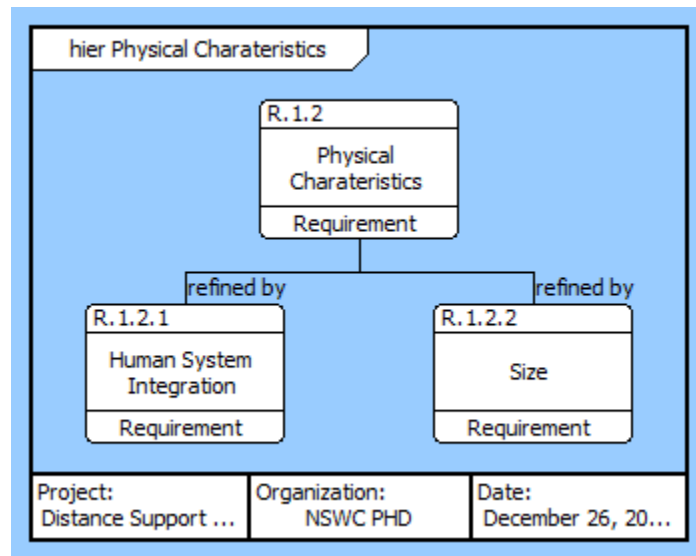 hier Physical Charateristics
R.1.2
Physical
Charateristics
Requirement
refined by
refined by
R.1.2.1
R.1.2.2
Human System
Integration
Size
Requirement
Requirement
Project:
Organization:
Date:
Distance Support ...
NSWC PHD
December 26, 20...